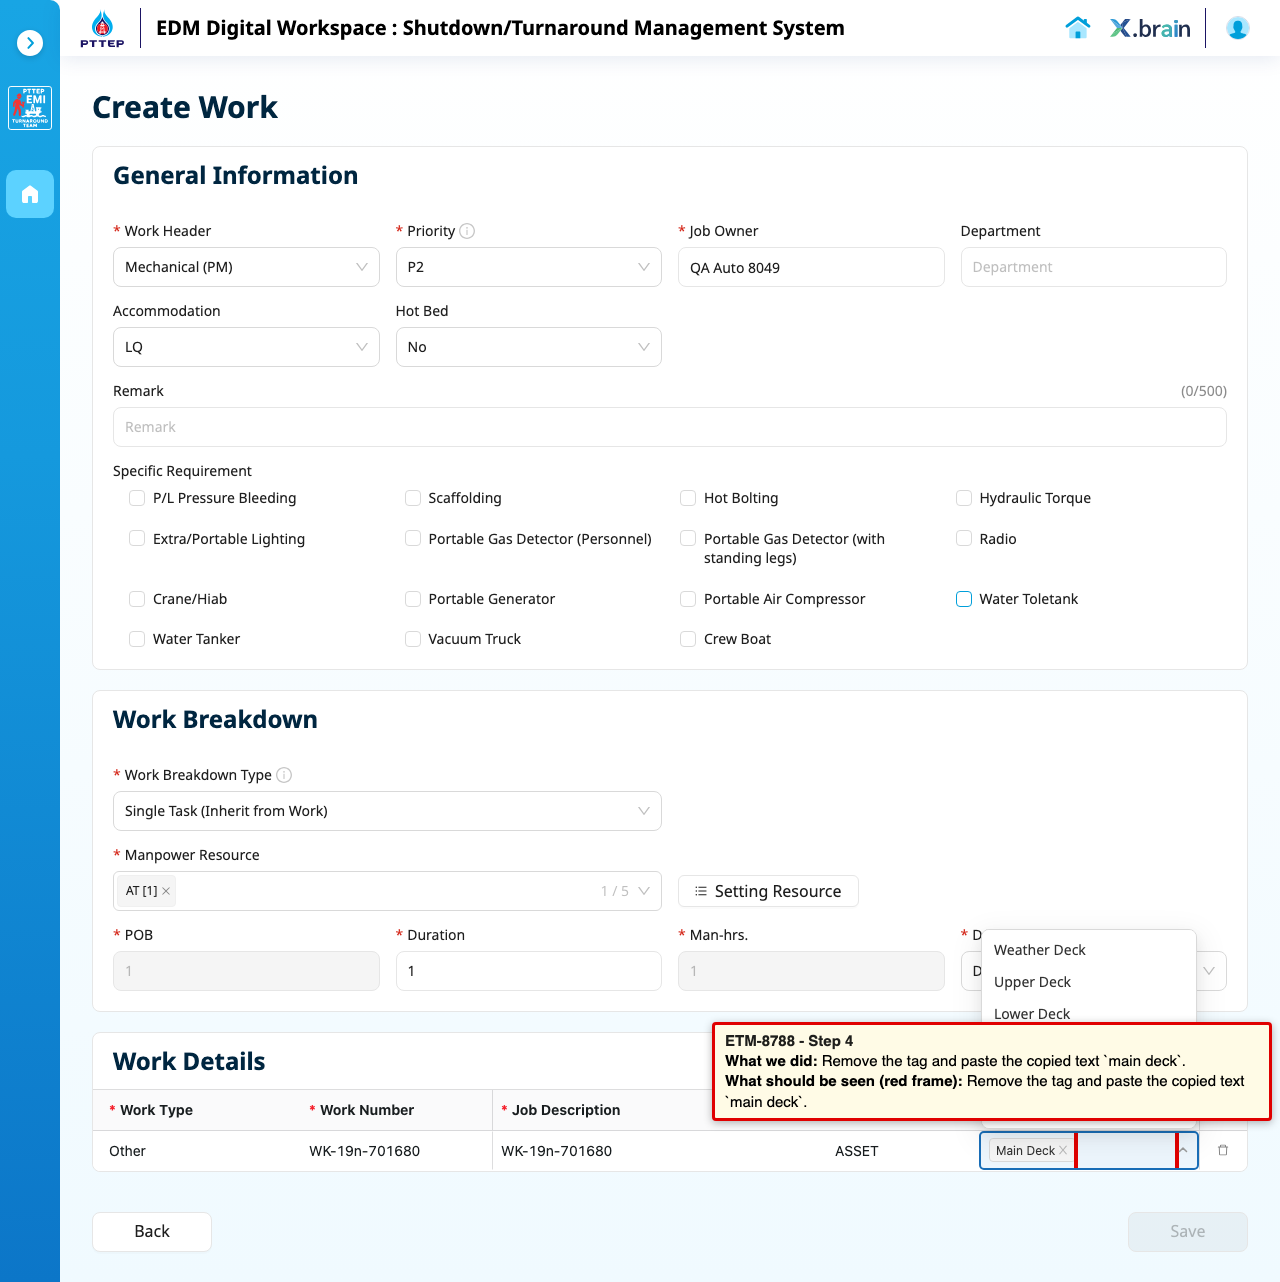 PTTEP
EDM Digital Workspace : Shutdown/Turnaround Management System
X.brain
PTTEP
EMI
TURNAROUND
TEAM
Create Work
General Information
* Work Header
* Priority
* Job Owner
Department
Mechanical (PM)
P2
QA Auto 8049
Department
Accommodation
Hot Bed
LQ
No
Remark
(0/500)
Remark
Specific Requirement
P/L Pressure Bleeding
Scaffolding
Hot Bolting
Hydraulic Torque
Extra/Portable Lighting
Portable Gas Detector (Personnel)
Portable Gas Detector (with
standing legs)
Radio
Crane/Hiab
Portable Generator
Portable Air Compressor
Water Toletank
Water Tanker
Vacuum Truck
Crew Boat
Work Breakdown
* Work Breakdown Type
Single Task (Inherit from Work)
* Manpower Resource
AT [1]
1 / 5
Setting Resource
* POB
* Duration
* Man-hrs.
* D
1
1
1
D
Weather Deck
Upper Deck
Lower Deck
Work Details
ETM-8788 - Step 4
What we did: Remove the tag and paste the copied text `main deck`.
What should be seen (red frame): Remove the tag and paste the copied text
`main deck`.
* Work Type
* Work Number
* Job Description
Other
WK-19n-701680
WK-19n-701680
ASSET
Main Deck
Back
Save